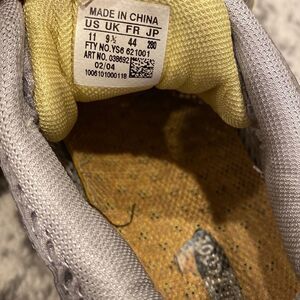 MADE IN CHINA
US UK FR JP
11 9½ 44 280
FTY NO. YS6 621001
ART NO. 038692
02/04
1006101000118